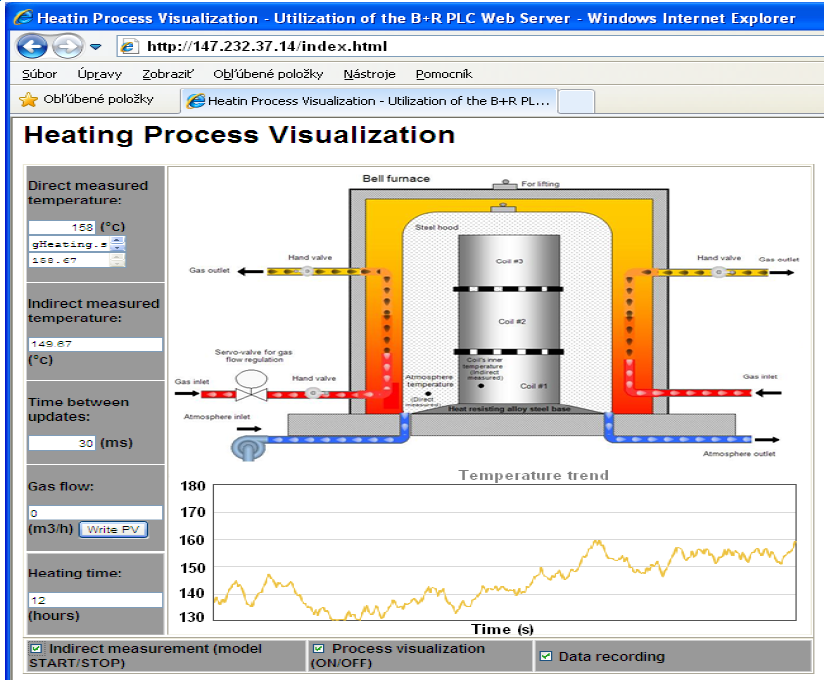 Heatin Process Visualization - Utilization of the B+R PLC Web Server - Windows Internet Explorer
http://147.232.37.14/index.html
Súbor Úpravy Zobraziť Obľúbené položky Nástroje Pomocník
Obľúbené položky
Heatin Process Visualization - Utilization of the B+R PL...
Heating Process Visualization
Direct measured
temperature:
158 (°c)
gHeating.s
158.67
Indirect measured
temperature:
149.67
(°c)
Time between
updates:
30 (ms)
Gas flow:
0
(m3/h) Write PV
Heating time:
12
(hours)
Bell furnace
For lifting
Steel hood
Hand valve
Gas outlet
Coil #3
Hand valve
Gas outlet
Coil #2
Servo-valve for gas
flow regulation
Hand valve
Gas inlet
Atmosphere
temperature
(Direct
measured)
Coil's inner
temperature
(Indirect
measured)
Coil #1
Gas inlet
Heat resisting alloy steel base
Atmosphere inlet
Atmosphere outlet
Temperature trend
180
170
160
150
140
130
Time (s)
Indirect measurement (model
START/STOP)
Process visualization
(ON/OFF)
Data recording